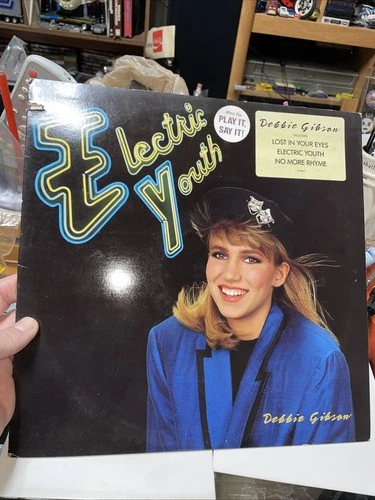 Electric
Youth
PLAY IT,
SAY IT!
Debbie Gibson
LOST IN YOUR EYES
ELECTRIC YOUTH
NO MORE RHYME
Debbie Gibson